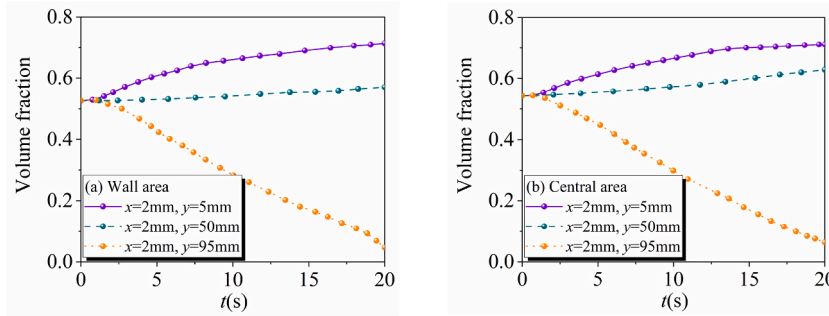 0.8
0.6
0.4
0.2
0.0
Volume fraction
(a) Wall area
x=2mm, y=5mm
x=2mm, y=50mm
x=2mm, y=95mm
0 5 10 15 20
t(s)
0.8
0.6
0.4
0.2
0.0
Volume fraction
(b) Central area
x=2mm, y=5mm
x=2mm, y=50mm
x=2mm, y=95mm
0 5 10 15 20
t(s)